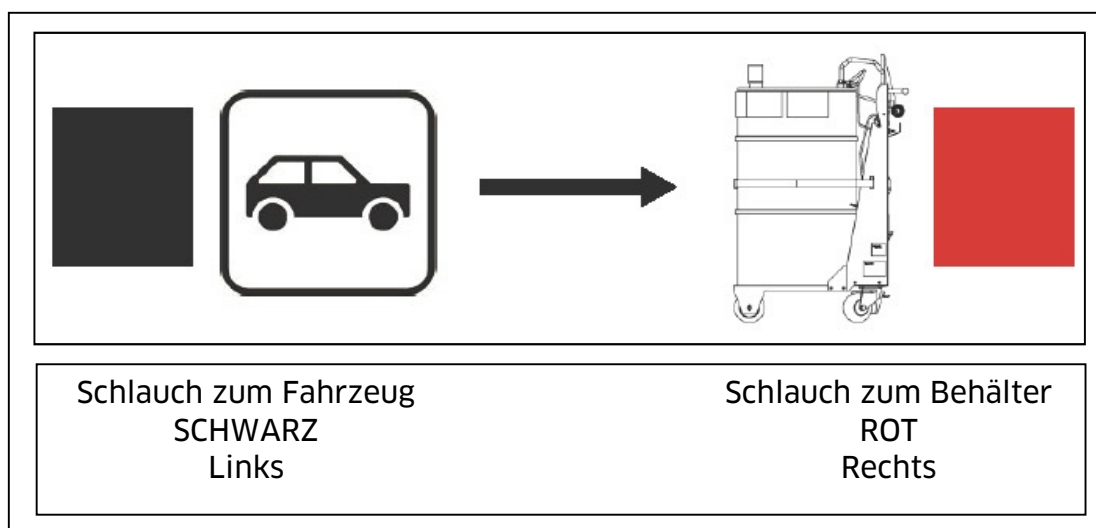 Schlauch zum Fahrzeug
SCHWARZ
Links
Schlauch zum Behälter
ROT
Rechts